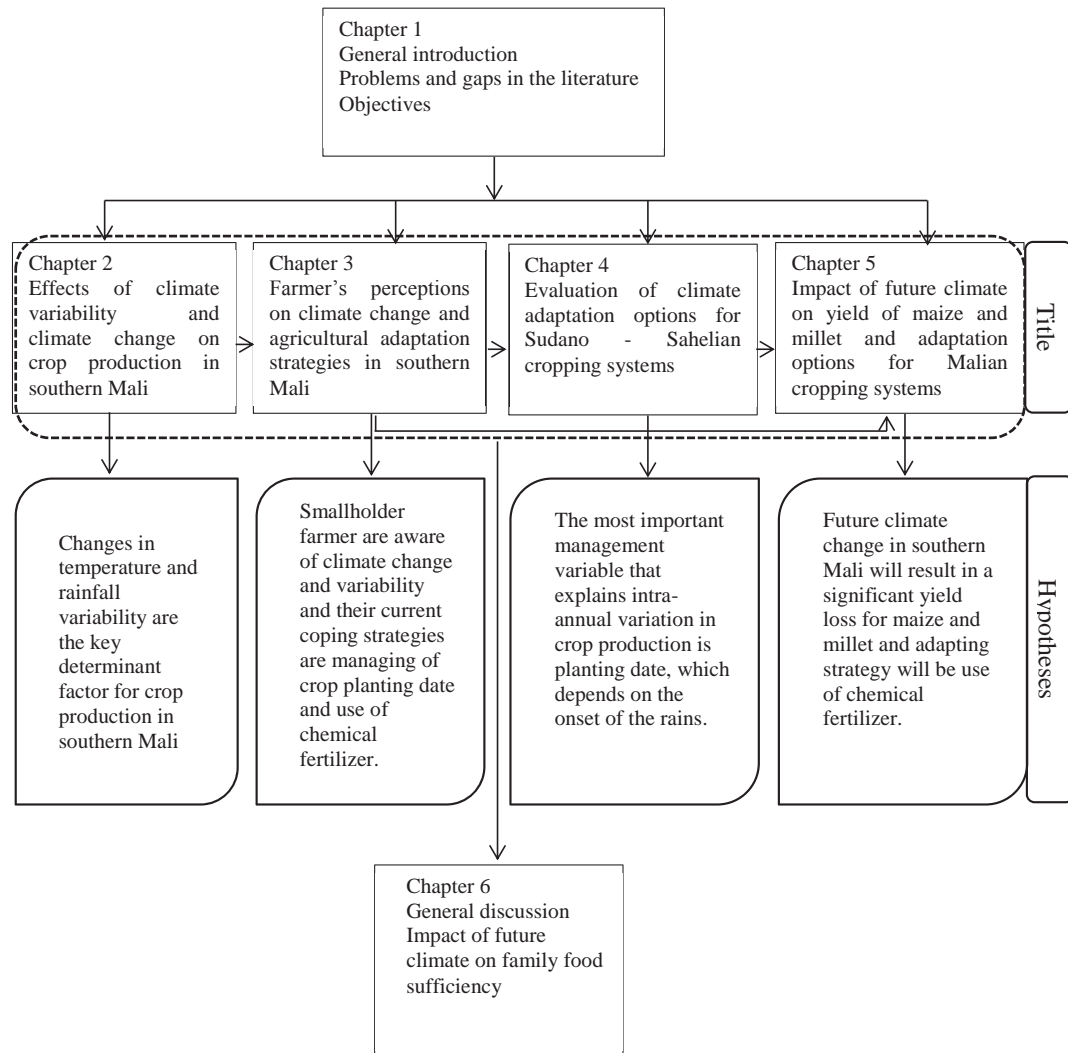 Chapter 1
General introduction
Problems and gaps in the literature
Objectives
Chapter 2
Effects of climate
variability and
climate change on
crop production in
southern Mali
Chapter 3
Farmer's perceptions
on climate change and
agricultural adaptation
strategies in southern
Mali
Chapter 4
Evaluation of climate
adaptation options for
Sudano - Sahelian
cropping systems
Chapter 5
Impact of future climate
on yield of maize and
millet and adaptation
options for Malian
cropping systems
Title
Changes in
temperature and
rainfall
variability are
the key
determinant
factor for crop
production in
southern Mali
Smallholder
farmer are aware
of climate change
and variability
and their current
coping strategies
are managing of
crop planting date
and use of
chemical
fertilizer.
The most important
management
variable that
explains intra-
annual variation in
crop production is
planting date, which
depends on the
onset of the rains.
Future climate
change in southern
Mali will result in a
significant yield
loss for maize and
millet and adapting
strategy will be use
of chemical
fertilizer.
Hypotheses
Chapter 6
General discussion
Impact of future
climate on family food
sufficiency